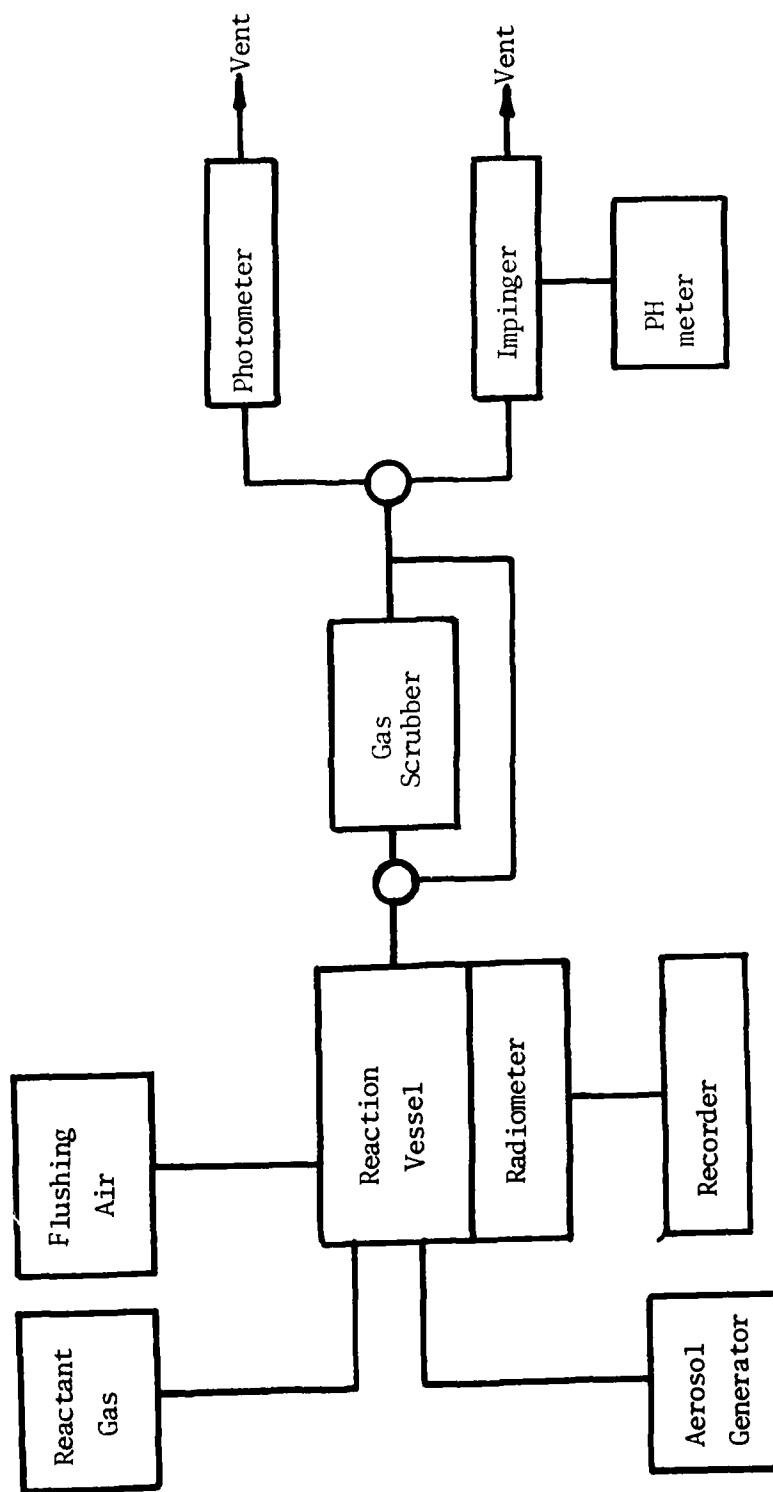 Reactant
Gas
Flushing
Air
Reaction
Vessel
Radiometer
Recorder
Aerosol
Generator
Gas
Scrubber
Photometer
Vent
Impinger
Vent
PH
meter